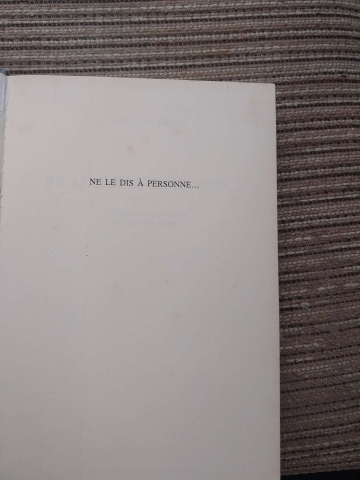 NE LE DIS À PERSONNE...